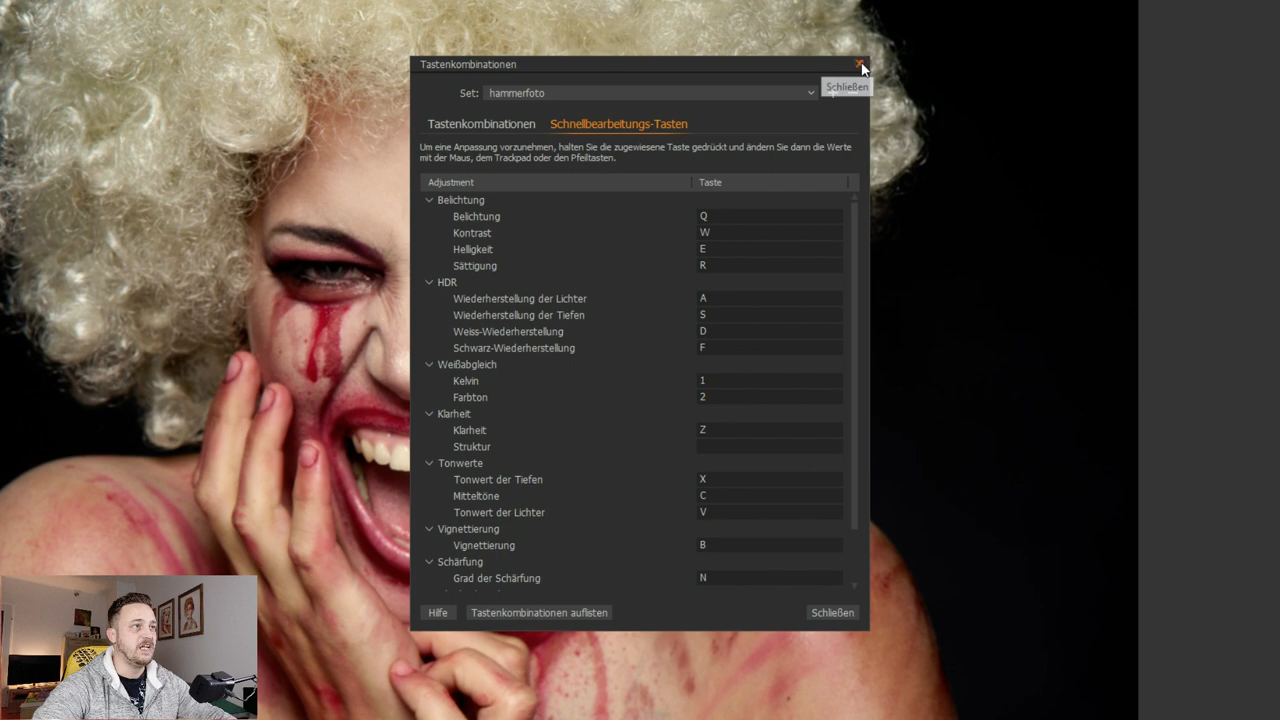 Tastenkombinationen
Set: hammerfoto
Schließen
Tastenkombinationen Schnellbearbeitungs-Tasten
Um eine Anpassung vorzunehmen, halten Sie die zugewiesene Taste gedrückt und ändern Sie dann die Werte
mit der Maus, dem Trackpad oder den Pfeiltasten.
Adjustment Taste
Belichtung
Belichtung Q
Kontrast W
Helligkeit E
Sättigung R
HDR
Wiederherstellung der Lichter A
Wiederherstellung der Tiefen S
Weiss-Wiederherstellung D
Schwarz-Wiederherstellung F
Weißabgleich
Kelvin 1
Farbton 2
Klarheit
Klarheit Z
Struktur
Tonwerte
Tonwert der Tiefen X
Mitteltöne C
Tonwert der Lichter V
Vignettierung
Vignettierung B
Schärfung
Grad der Schärfung N
Hilfe Tastenkombinationen auflisten Schließen